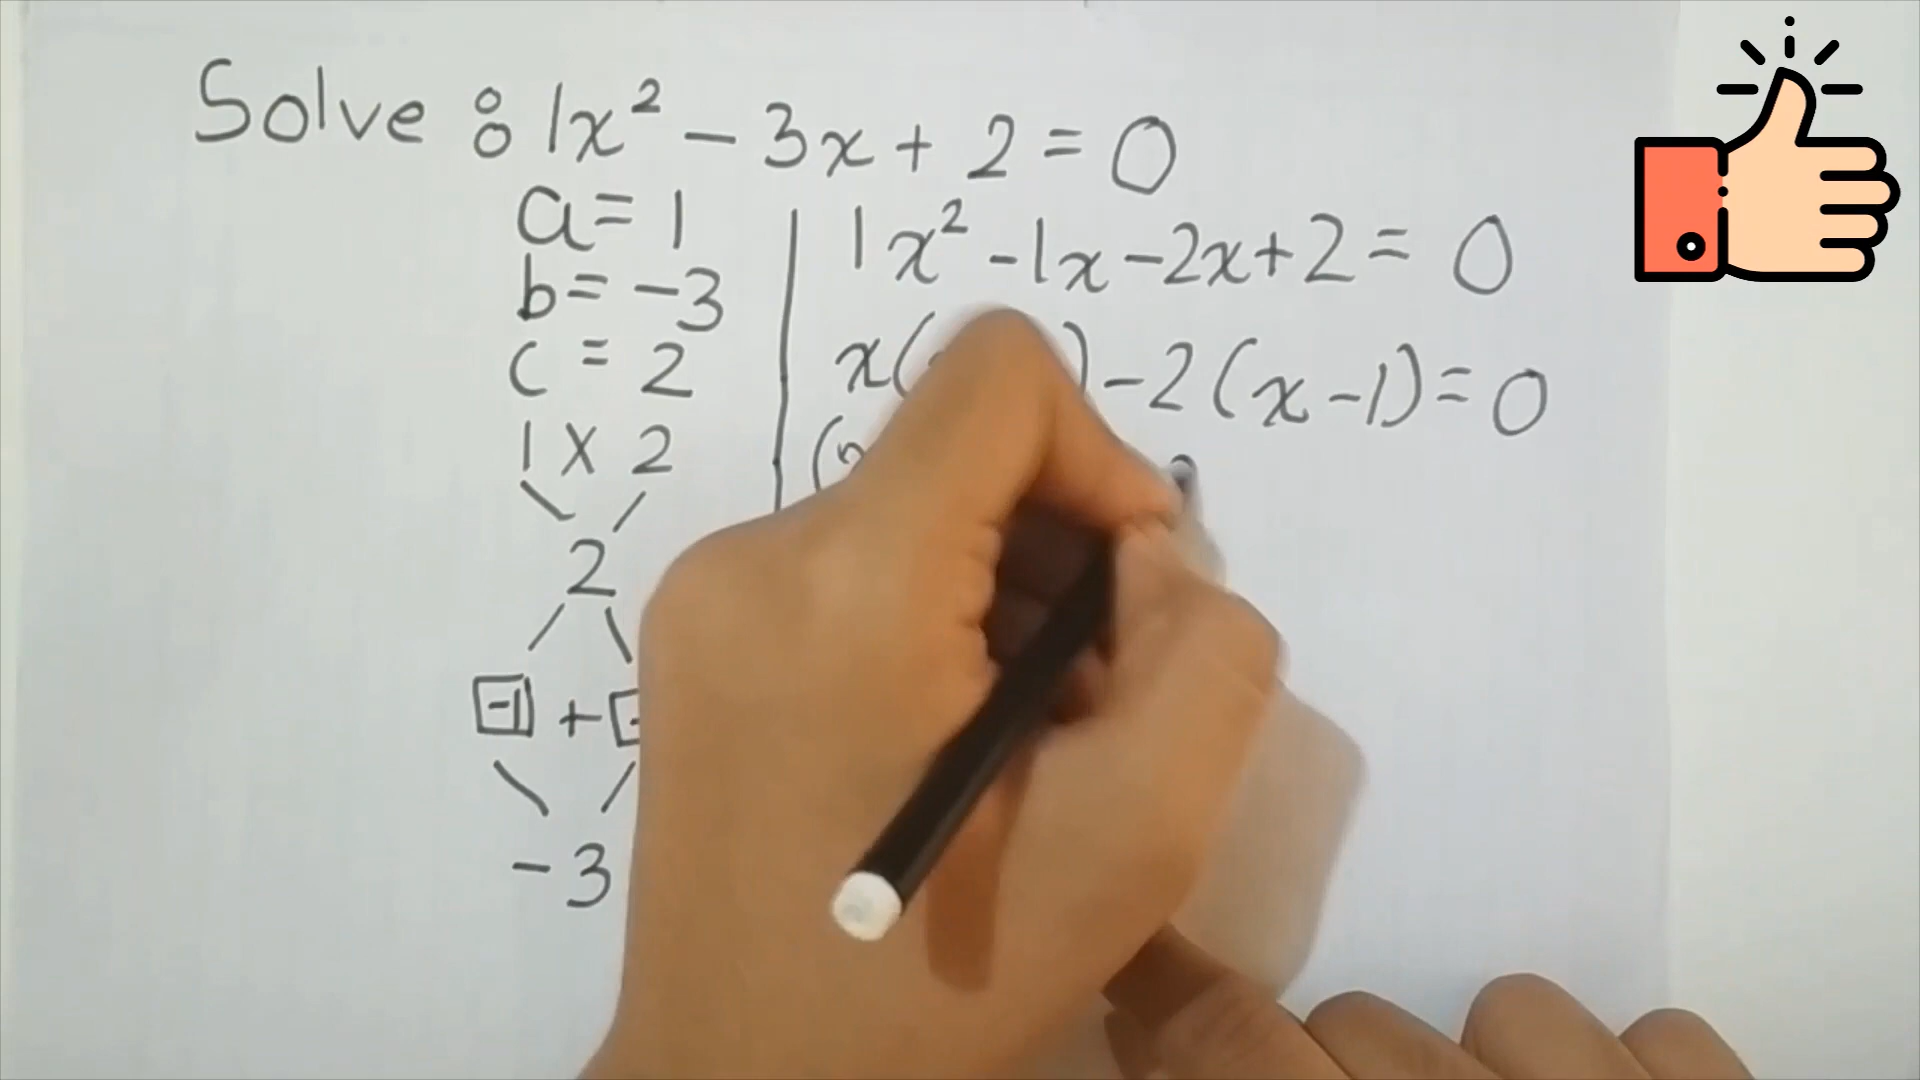 Solve : 1x² - 3x + 2 = 0
a = 1
b = -3
c = 2
1 x 2
2
-1 +
-3
1x² - 1x - 2x + 2 = 0
x( ) - 2 (x - 1) = 0
(